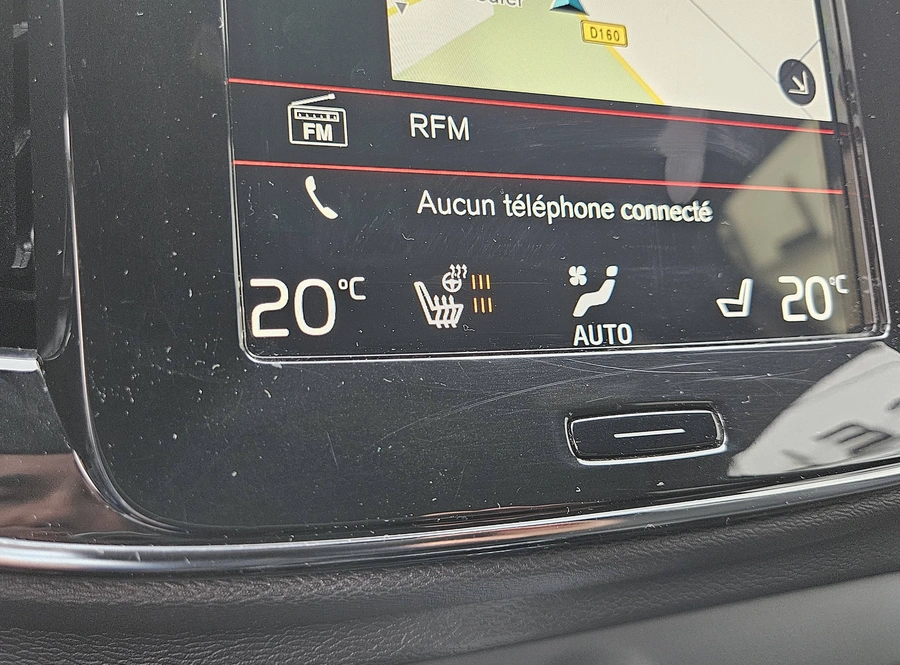 D160
FM
RFM
Aucun téléphone connecté
20°C
20°C
AUTO